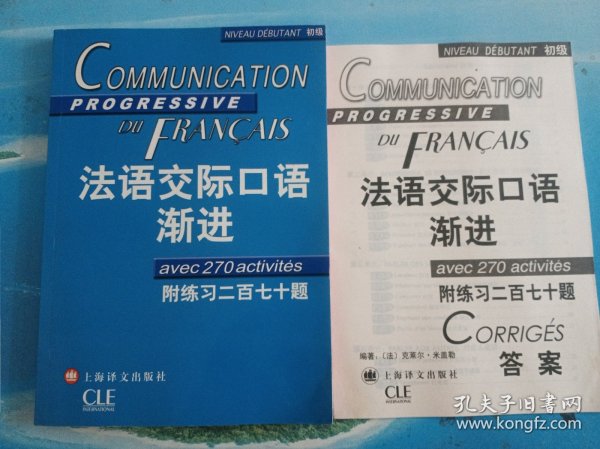 NIVEAU DÉBUTANT 初级
COMMUNICATION
PROGRESSIVE
DU FRANÇAIS
法语交际口语
渐进
avec 270 activités
附练习二百七十题
上海译文出版社
CLE
INTERNATIONAL
NIVEAU DÉBUTANT 初级
COMMUNICATION
PROGRESSIVE
DU FRANÇAIS
法语交际口语
渐进
avec 270 activités
附练习二百七十题
CORRIGÉS
编著:〔法〕克莱尔·米盖勒
答案
上海译文出版社
CLE
INTERNATIONAL
孔夫子旧书网
www.kongfz.com